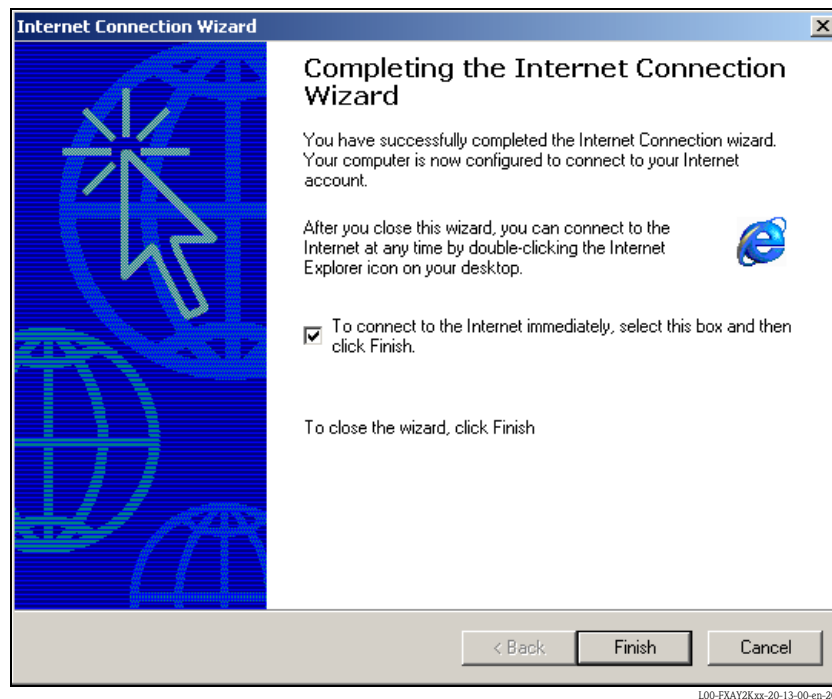 Internet Connection Wizard
Completing the Internet Connection
Wizard
You have successfully completed the Internet Connection wizard.
Your computer is now configured to connect to your Internet
account.
After you close this wizard, you can connect to the
Internet at any time by double-clicking the Internet
Explorer icon on your desktop.
To connect to the Internet immediately, select this box and then
click Finish.
To close the wizard, click Finish
< Back
Finish
Cancel